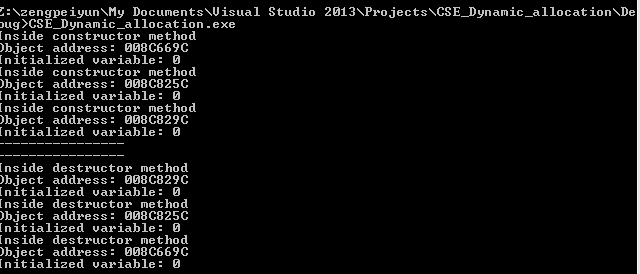 Z:\zengpeiyun\My Documents\Visual Studio 2013\Projects\CSE_Dynamic_allocation\De
bug>CSE_Dynamic_allocation.exe
Inside constructor method
Object address: 008C669C
Initialized variable: 0
Inside constructor method
Object address: 008C825C
Initialized variable: 0
Inside constructor method
Object address: 008C829C
Initialized variable: 0
----------------
----------------
Inside destructor method
Object address: 008C829C
Initialized variable: 0
Inside destructor method
Object address: 008C825C
Initialized variable: 0
Inside destructor method
Object address: 008C669C
Initialized variable: 0